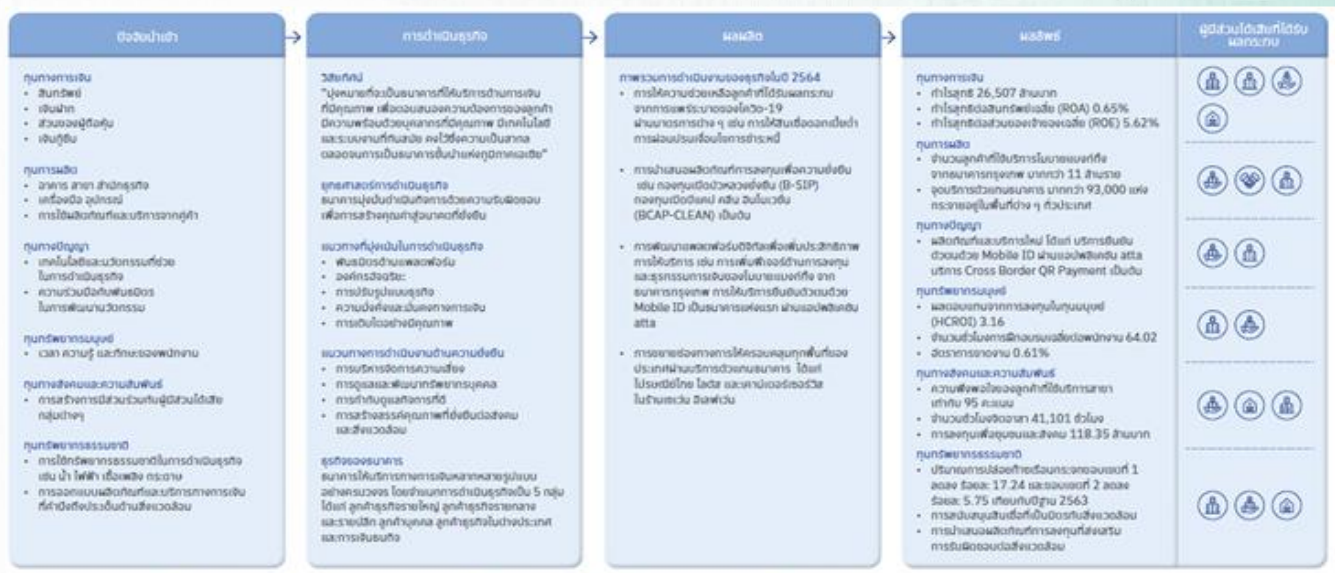 ปัจจัยนำเข้า
ทุนทางการเงิน
• สินทรัพย์
• เงินฝาก
• ส่วนของผู้ถือหุ้น
• เงินกู้ยืม
ทุนการผลิต
• อาคาร สาขา สำนักธุรกิจ
• เครื่องมือ อุปกรณ์
• การใช้ผลิตภัณฑ์และบริการจากคู่ค้า
ทุนทางปัญญา
• เทคโนโลยีและนวัตกรรมที่ช่วย
ในการดำเนินธุรกิจ
• ความร่วมมือกับพันธมิตร
ในการพัฒนานวัตกรรม
ทุนทรัพยากรมนุษย์
• เวลา ความรู้ และทักษะของพนักงาน
ทุนทางสังคมและความสัมพันธ์
• การสร้างการมีส่วนร่วมกับผู้มีส่วนได้เสีย
กลุ่มต่างๆ
ทุนทรัพยากรธรรมชาติ
• การใช้ทรัพยากรธรรมชาติในการดำเนินธุรกิจ
เช่น น้ำ ไฟฟ้า เชื้อเพลิง กระดาษ
• การออกแบบผลิตภัณฑ์และบริการทางการเงิน
ที่คำนึงถึงประเด็นด้านสิ่งแวดล้อม
การดำเนินธุรกิจ
วิสัยทัศน์
"มุ่งหมายที่จะเป็นธนาคารที่ให้บริการด้านการเงิน
ที่มีคุณภาพ เพื่อตอบสนองความต้องการของลูกค้า
มีความพร้อมด้วยบุคลากรที่มีคุณภาพ มีเทคโนโลยี
และระบบงานที่ทันสมัย คงไว้ซึ่งความเป็นสากล
ตลอดจนการเป็นธนาคารชั้นนำแห่งภูมิภาคเอเชีย"
ยุทธศาสตร์การดำเนินธุรกิจ
ธนาคารมุ่งมั่นดำเนินกิจการด้วยความรับผิดชอบ
เพื่อการสร้างคุณค่าสู่อนาคตที่ยั่งยืน
แนวทางที่มุ่งเน้นในการดำเนินธุรกิจ
• พันธมิตรด้านแพลตฟอร์ม
• องค์กรอัจฉริยะ
• การปรับรูปแบบธุรกิจ
• ความมั่งคั่งและมั่นคงทางการเงิน
• การเติบโตอย่างมีคุณภาพ
แนวทางการดำเนินงานด้านความยั่งยืน
• การบริหารจัดการความเสี่ยง
• การดูแลและพัฒนาทรัพยากรบุคคล
• การกำกับดูแลกิจการที่ดี
• การสร้างสรรค์คุณภาพที่ยั่งยืนต่อสังคม
และสิ่งแวดล้อม
ธุรกิจของธนาคาร
ธนาคารให้บริการทางการเงินหลากหลายรูปแบบ
อย่างครบวงจร โดยจำแนกการดำเนินธุรกิจเป็น 5 กลุ่ม
ได้แก่ ลูกค้าธุรกิจรายใหญ่ ลูกค้าธุรกิจรายกลาง
และรายปลีก ลูกค้าบุคคล ลูกค้าธุรกิจในต่างประเทศ
และการเงินธนกิจ
ผลผลิต
ภาพรวมการดำเนินงานของธุรกิจในปี 2564
• การให้ความช่วยเหลือลูกค้าที่ได้รับผลกระทบ
จากการแพร่ระบาดของโควิด-19
ผ่านมาตรการต่าง ๆ เช่น การให้สินเชื่อดอกเบี้ยต่ำ
การผ่อนปรนเงื่อนไขการชำระหนี้
• การนำเสนอผลิตภัณฑ์การลงทุนเพื่อความยั่งยืน
เช่น กองทุนเปิดบัวหลวงยั่งยืน (B-SIP)
กองทุนเปิดบีแคป คลีน อินโนเวชั่น
(BCAP-CLEAN) เป็นต้น
• การพัฒนาแพลตฟอร์มดิจิทัลเพื่อเพิ่มประสิทธิภาพ
การให้บริการ เช่น การเพิ่มฟีเจอร์ด้านการลงทุน
และธุรกรรมการเงินของโมบายแบงก์กิ้ง จาก
ธนาคารกรุงเทพ การให้บริการยืนยันตัวตนด้วย
Mobile ID เป็นธนาคารแห่งแรก ผ่านแอปพลิเคชัน
atta
• การขยายช่องทางการให้ครอบคลุมทุกพื้นที่ของ
ประเทศผ่านบริการตัวแทนธนาคาร ได้แก่
ไปรษณีย์ไทย โลตัส และเคาน์เตอร์เซอร์วิส
ในร้านเซเว่น อีเลฟเว่น
ผลลัพธ์
ทุนทางการเงิน
• กำไรสุทธิ 26,507 ล้านบาท
• กำไรสุทธิต่อสินทรัพย์เฉลี่ย (ROA) 0.65%
• กำไรสุทธิต่อส่วนของเจ้าของเฉลี่ย (ROE) 5.62%
ทุนการผลิต
• จำนวนลูกค้าที่ใช้บริการโมบายแบงก์กิ้ง
จากธนาคารกรุงเทพ มากกว่า 11 ล้านราย
• จุดบริการตัวแทนธนาคาร มากกว่า 93,000 แห่ง
กระจายอยู่ในพื้นที่ต่าง ๆ ทั่วประเทศ
ทุนทางปัญญา
• ผลิตภัณฑ์และบริการใหม่ ได้แก่ บริการยืนยัน
ตัวตนด้วย Mobile ID ผ่านแอปพลิเคชัน atta
บริการ Cross Border QR Payment เป็นต้น
ทุนทรัพยากรมนุษย์
• ผลตอบแทนจากการลงทุนในทุนมนุษย์
(HCROI) 3.16
• จำนวนชั่วโมงการฝึกอบรมเฉลี่ยต่อพนักงาน 64.02
• อัตราการขาดงาน 0.61%
ทุนทางสังคมและความสัมพันธ์
• ความพึงพอใจของลูกค้าที่ใช้บริการสาขา
เท่ากับ 95 คะแนน
• จำนวนชั่วโมงจิตอาสา 41,101 ชั่วโมง
• การลงทุนเพื่อชุมชนและสังคม 118.35 ล้านบาท
ทุนทรัพยากรธรรมชาติ
• ปริมาณการปล่อยก๊าซเรือนกระจกขอบเขตที่ 1
ลดลง ร้อยละ 17.24 และขอบเขตที่ 2 ลดลง
ร้อยละ 5.75 เทียบกับปีฐาน 2563
• การสนับสนุนสินเชื่อที่เป็นมิตรกับสิ่งแวดล้อม
• การนำเสนอผลิตภัณฑ์การลงทุนที่ส่งเสริม
การรับผิดชอบต่อสิ่งแวดล้อม
ผู้มีส่วนได้เสียที่ได้รับ
ผลกระทบ